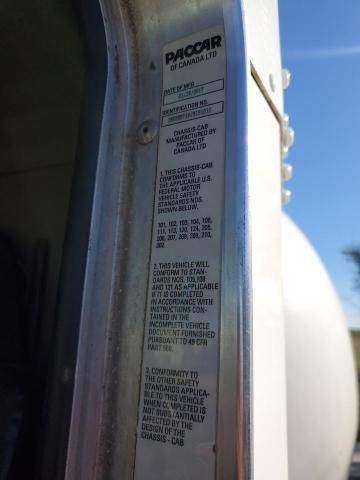 PACCAR
OF CANADA LTD
DATE OF MFG
IDENTIFICATION NO.
CHASSIS-CAB
MANUFACTURED BY
PACCAR OF
CANADA LTD
1. THIS CHASSIS-CAB
CONFORMS TO
THE APPLICABLE U.S.
FEDERAL MOTOR
VEHICLE SAFETY
STANDARDS NOS.
SHOWN BELOW.
101, 102, 103, 104, 106,
111, 113, 120, 124, 205,
206, 207, 208, 209, 210,
302.
2. THIS VEHICLE WILL
CONFORM TO STAN-
DARDS NOS. 105,108
AND 121 AS APPLICABLE
IF IT IS COMPLETED
IN ACCORDANCE WITH
INSTRUCTIONS CON-
TAINED IN THE
INCOMPLETE VEHICLE
DOCUMENT FURNISHED
PURSUANT TO 49 CFR
PART 568.
3. CONFORMITY TO
THE OTHER SAFETY
STANDARDS APPLICA-
BLE TO THIS VEHICLE
WHEN COMPLETED IS
NOT SUBSTANTIALLY
AFFECTED BY THE
DESIGN OF THE
CHASSIS - CAB